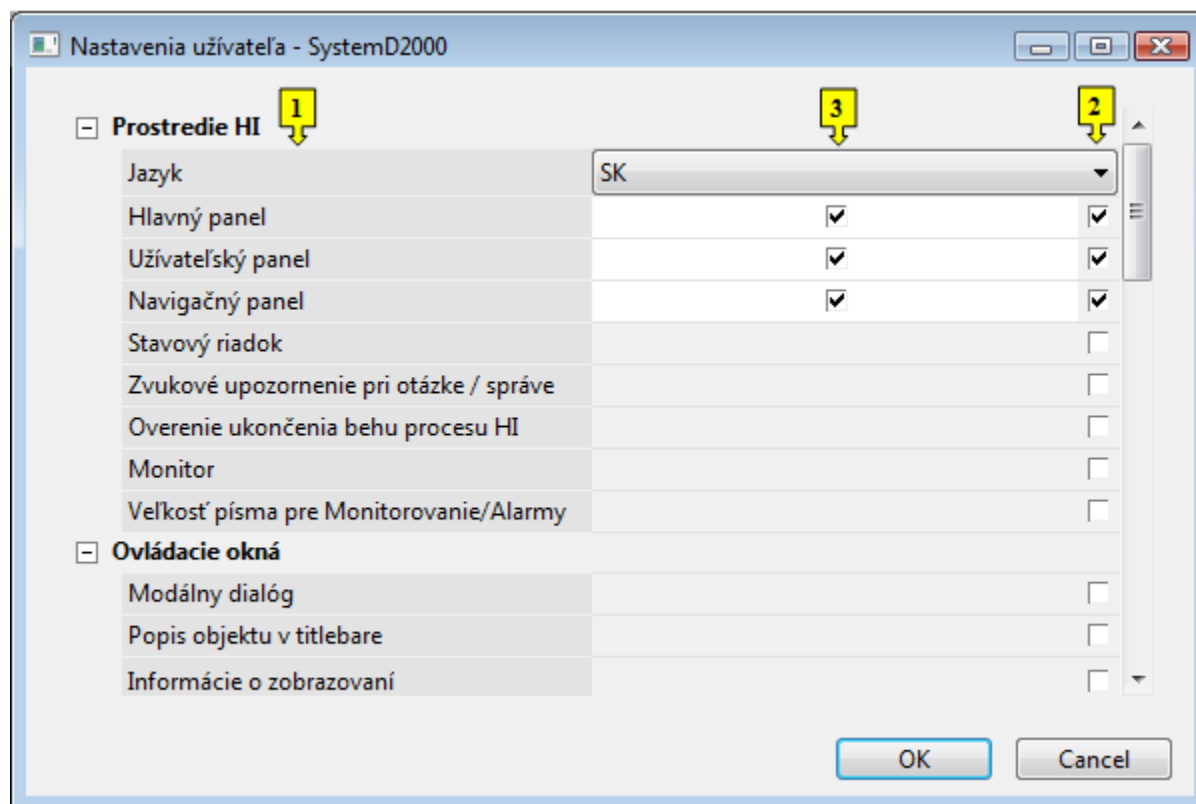 Nastavenia užívateľa - SystemD2000
1 3 2
Prostredie HI
Jazyk SK
Hlavný panel
Užívateľský panel
Navigačný panel
Stavový riadok
Zvukové upozornenie pri otázke / správe
Overenie ukončenia behu procesu HI
Monitor
Veľkosť písma pre Monitorovanie/Alarmy
Ovládacie okná
Modálny dialóg
Popis objektu v titlebare
Informácie o zobrazovaní
OK Cancel